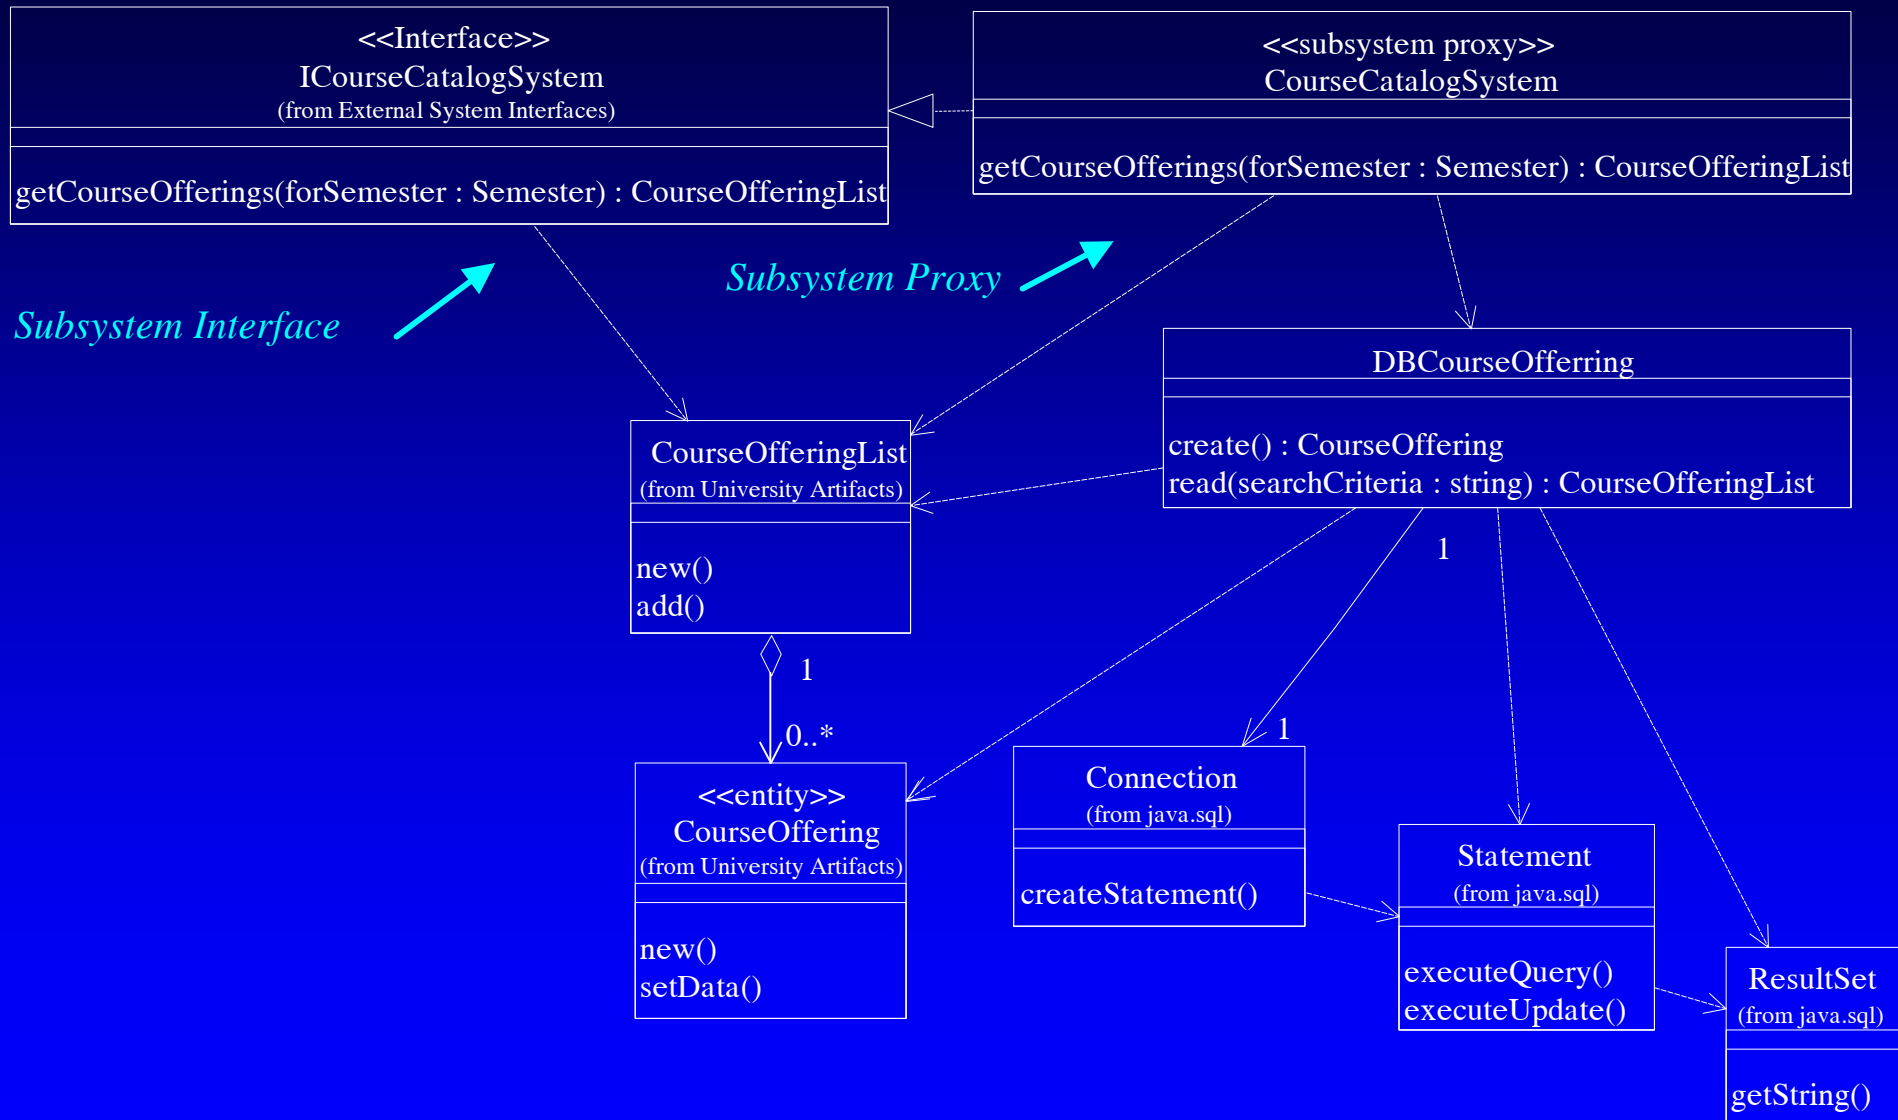 <<Interface>>
ICourseCatalogSystem
(from External System Interfaces)
getCourseOfferings(forSemester : Semester) : CourseOfferingList
<<subsystem proxy>>
CourseCatalogSystem
getCourseOfferings(forSemester : Semester) : CourseOfferingList
Subsystem Interface
Subsystem Proxy
DBCourseOfferring
create() : CourseOffering
read(searchCriteria : string) : CourseOfferingList
CourseOfferingList
(from University Artifacts)
new()
add()
1
0..*
1
1
<<entity>>
CourseOffering
(from University Artifacts)
new()
setData()
Connection
(from java.sql)
createStatement()
Statement
(from java.sql)
executeQuery()
executeUpdate()
ResultSet
(from java.sql)
getString()